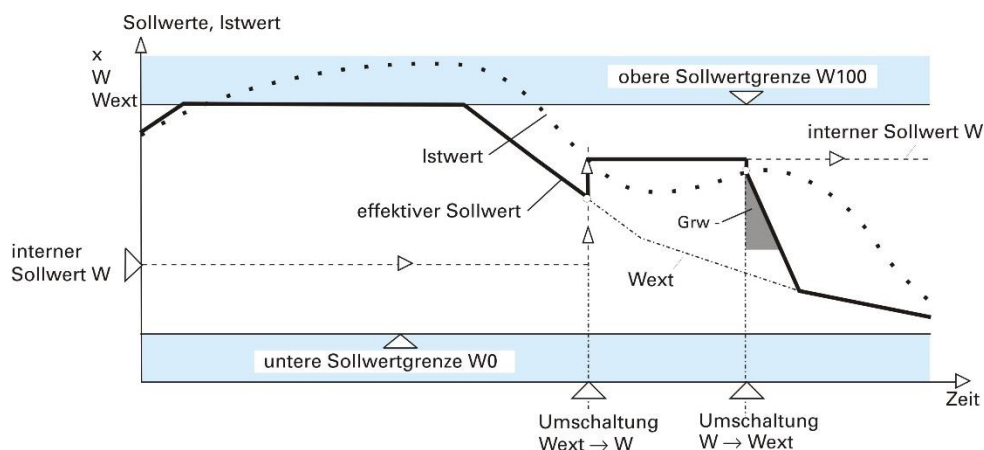 Sollwerte, Istwert
x
W
Wext
obere Sollwertgrenze W100
interner Sollwert W
Istwert
effektiver Sollwert
Grw -
interner
Sollwert W
Wext
untere Sollwertgrenze W0
Zeit
Umschaltung
Wext → W
Umschaltung
W → Wext